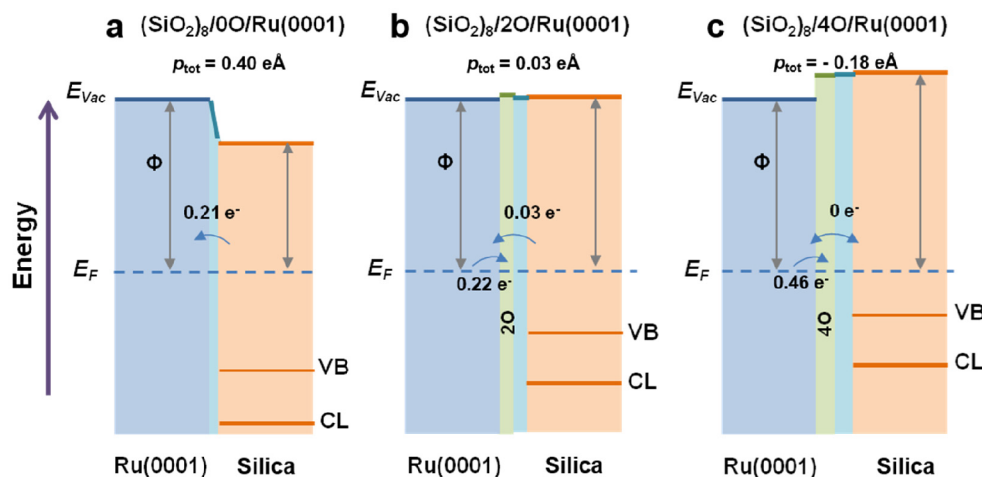 a (SiO₂)₈/0O/Ru(0001)
pₜₒₜ = 0.40 eÅ
b (SiO₂)₈/2O/Ru(0001)
pₜₒₜ = 0.03 eÅ
c (SiO₂)₈/4O/Ru(0001)
pₜₒₜ = - 0.18 eÅ
Energy
E_Vac
Φ
0.21 e⁻
E_F
VB
CL
Ru(0001) Silica
E_Vac
Φ
0.03 e⁻
E_F
0.22 e⁻
2O
VB
CL
Ru(0001) Silica
E_Vac
Φ
0 e⁻
E_F
0.46 e⁻
4O
VB
CL
Ru(0001) Silica